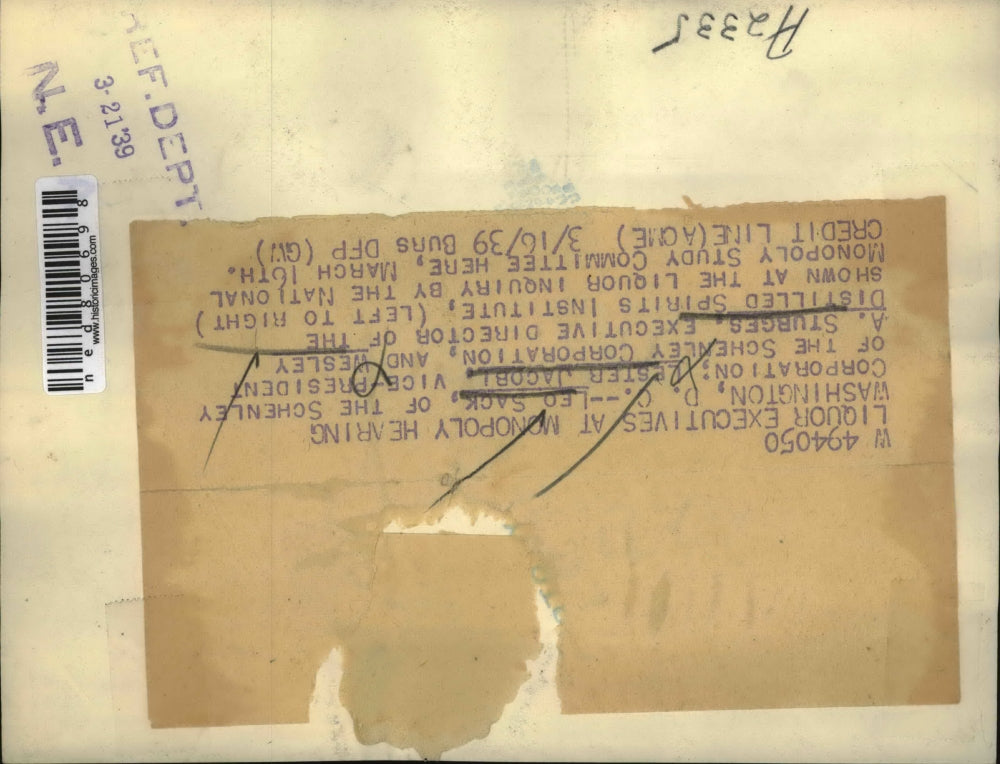 W 494050
LIQUOR EXECUTIVES AT MONOPOLY HEARING
WASHINGTON, D. C.--LEO SACK, OF THE SCHENLEY
CORPORATION; LESTER JACOBI, VICE-PRESIDENT
OF THE SCHENLEY CORPORATION, AND WESLEY
A. STURGES, EXECUTIVE DIRECTOR OF THE
DISTILLED SPIRITS INSTITUTE, (LEFT TO RIGHT)
SHOWN AT THE LIQUOR INQUIRY BY THE NATIONAL
MONOPOLY STUDY COMMITTEE HERE, MARCH 16TH.
CREDIT LINE(ACME) 3/16/39 BURS DFP (GW)
H2335
REF. DEPT.
3-21'39
N.E.
www.historicimages.com
ned80698